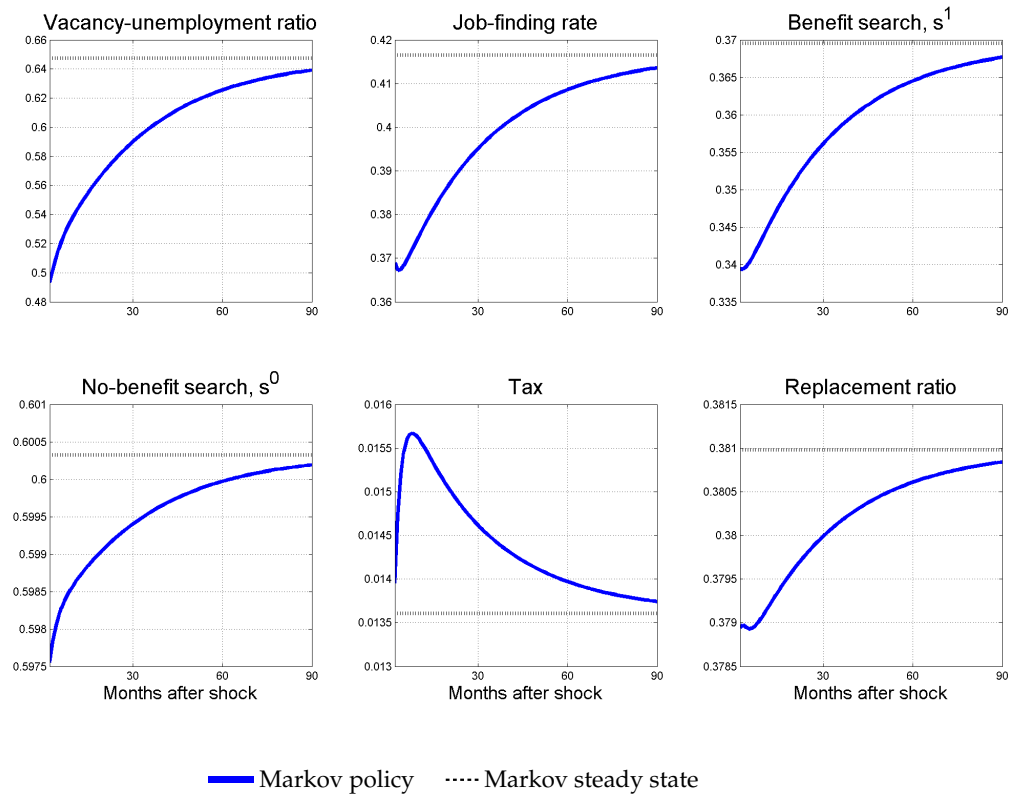 Vacancy-unemployment ratio
0.66
0.64
0.62
0.6
0.58
0.56
0.54
0.52
0.5
0.48
30 60 90
Job-finding rate
0.42
0.41
0.4
0.39
0.38
0.37
0.36
30 60 90
Benefit search, s^1
0.37
0.365
0.36
0.355
0.35
0.345
0.34
0.335
30 60 90
No-benefit search, s^0
0.601
0.6005
0.6
0.5995
0.599
0.5985
0.598
0.5975
30 60 90
Months after shock
Tax
0.016
0.0155
0.015
0.0145
0.014
0.0135
0.013
30 60 90
Months after shock
Replacement ratio
0.3815
0.381
0.3805
0.38
0.3795
0.379
0.3785
30 60 90
Months after shock
Markov policy Markov steady state